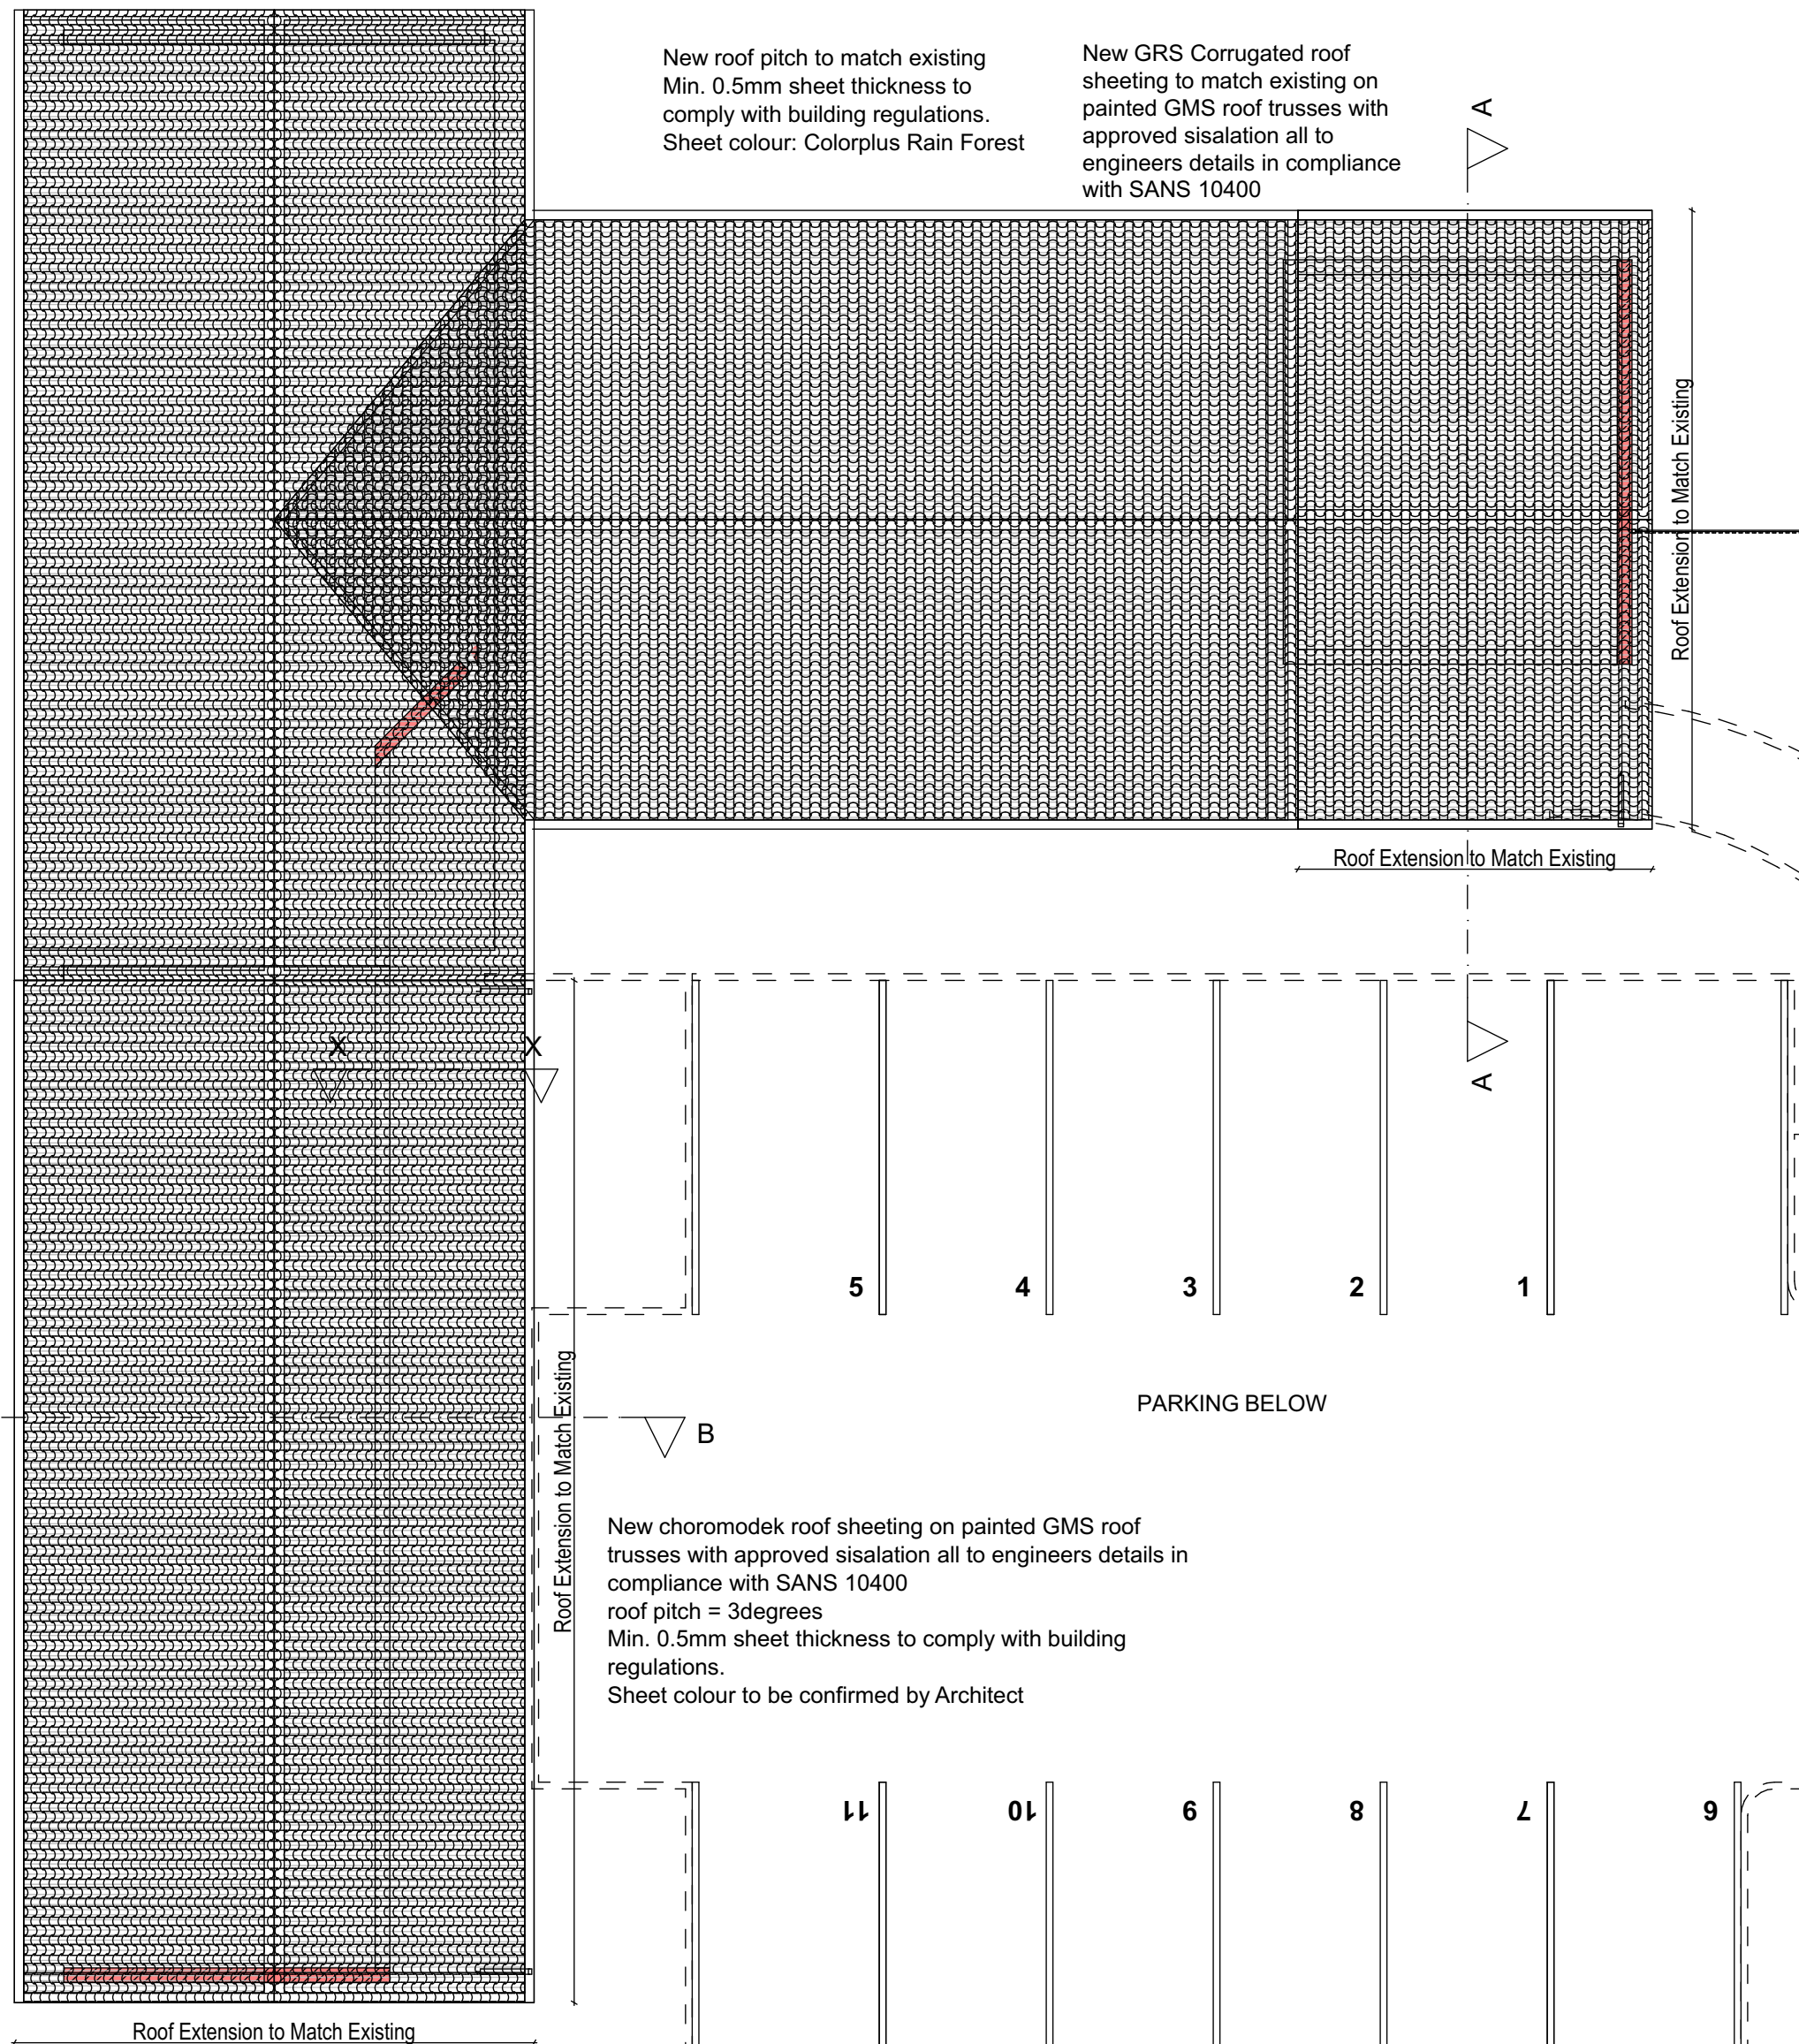 New roof pitch to match existing
Min. 0.5mm sheet thickness to
comply with building regulations.
Sheet colour: Colorplus Rain Forest
New GRS Corrugated roof
sheeting to match existing on
painted GMS roof trusses with
approved sisalation all to
engineers details in compliance
with SANS 10400
A
Roof Extension to Match Existing
Roof Extension to Match Existing
A
X
X
5
4
3
2
1
PARKING BELOW
B
Roof Extension to Match Existing
New choromodek roof sheeting on painted GMS roof
trusses with approved sisalation all to engineers details in
compliance with SANS 10400
roof pitch = 3degrees
Min. 0.5mm sheet thickness to comply with building
regulations.
Sheet colour to be confirmed by Architect
11
10
9
8
7
6
Roof Extension to Match Existing